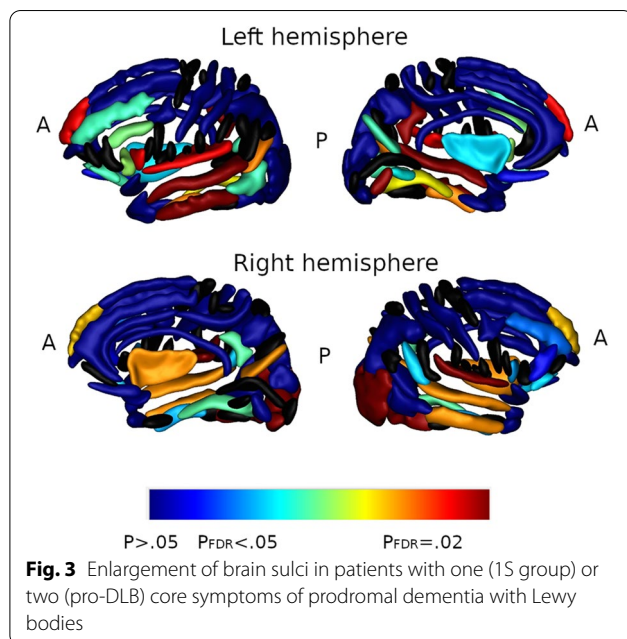 Left hemisphere
A
P
A
Right hemisphere
A
P
A
P>.05 PFDR<.05 PFDR=.02
Fig. 3 Enlargement of brain sulci in patients with one (1S group) or
two (pro-DLB) core symptoms of prodromal dementia with Lewy
bodies